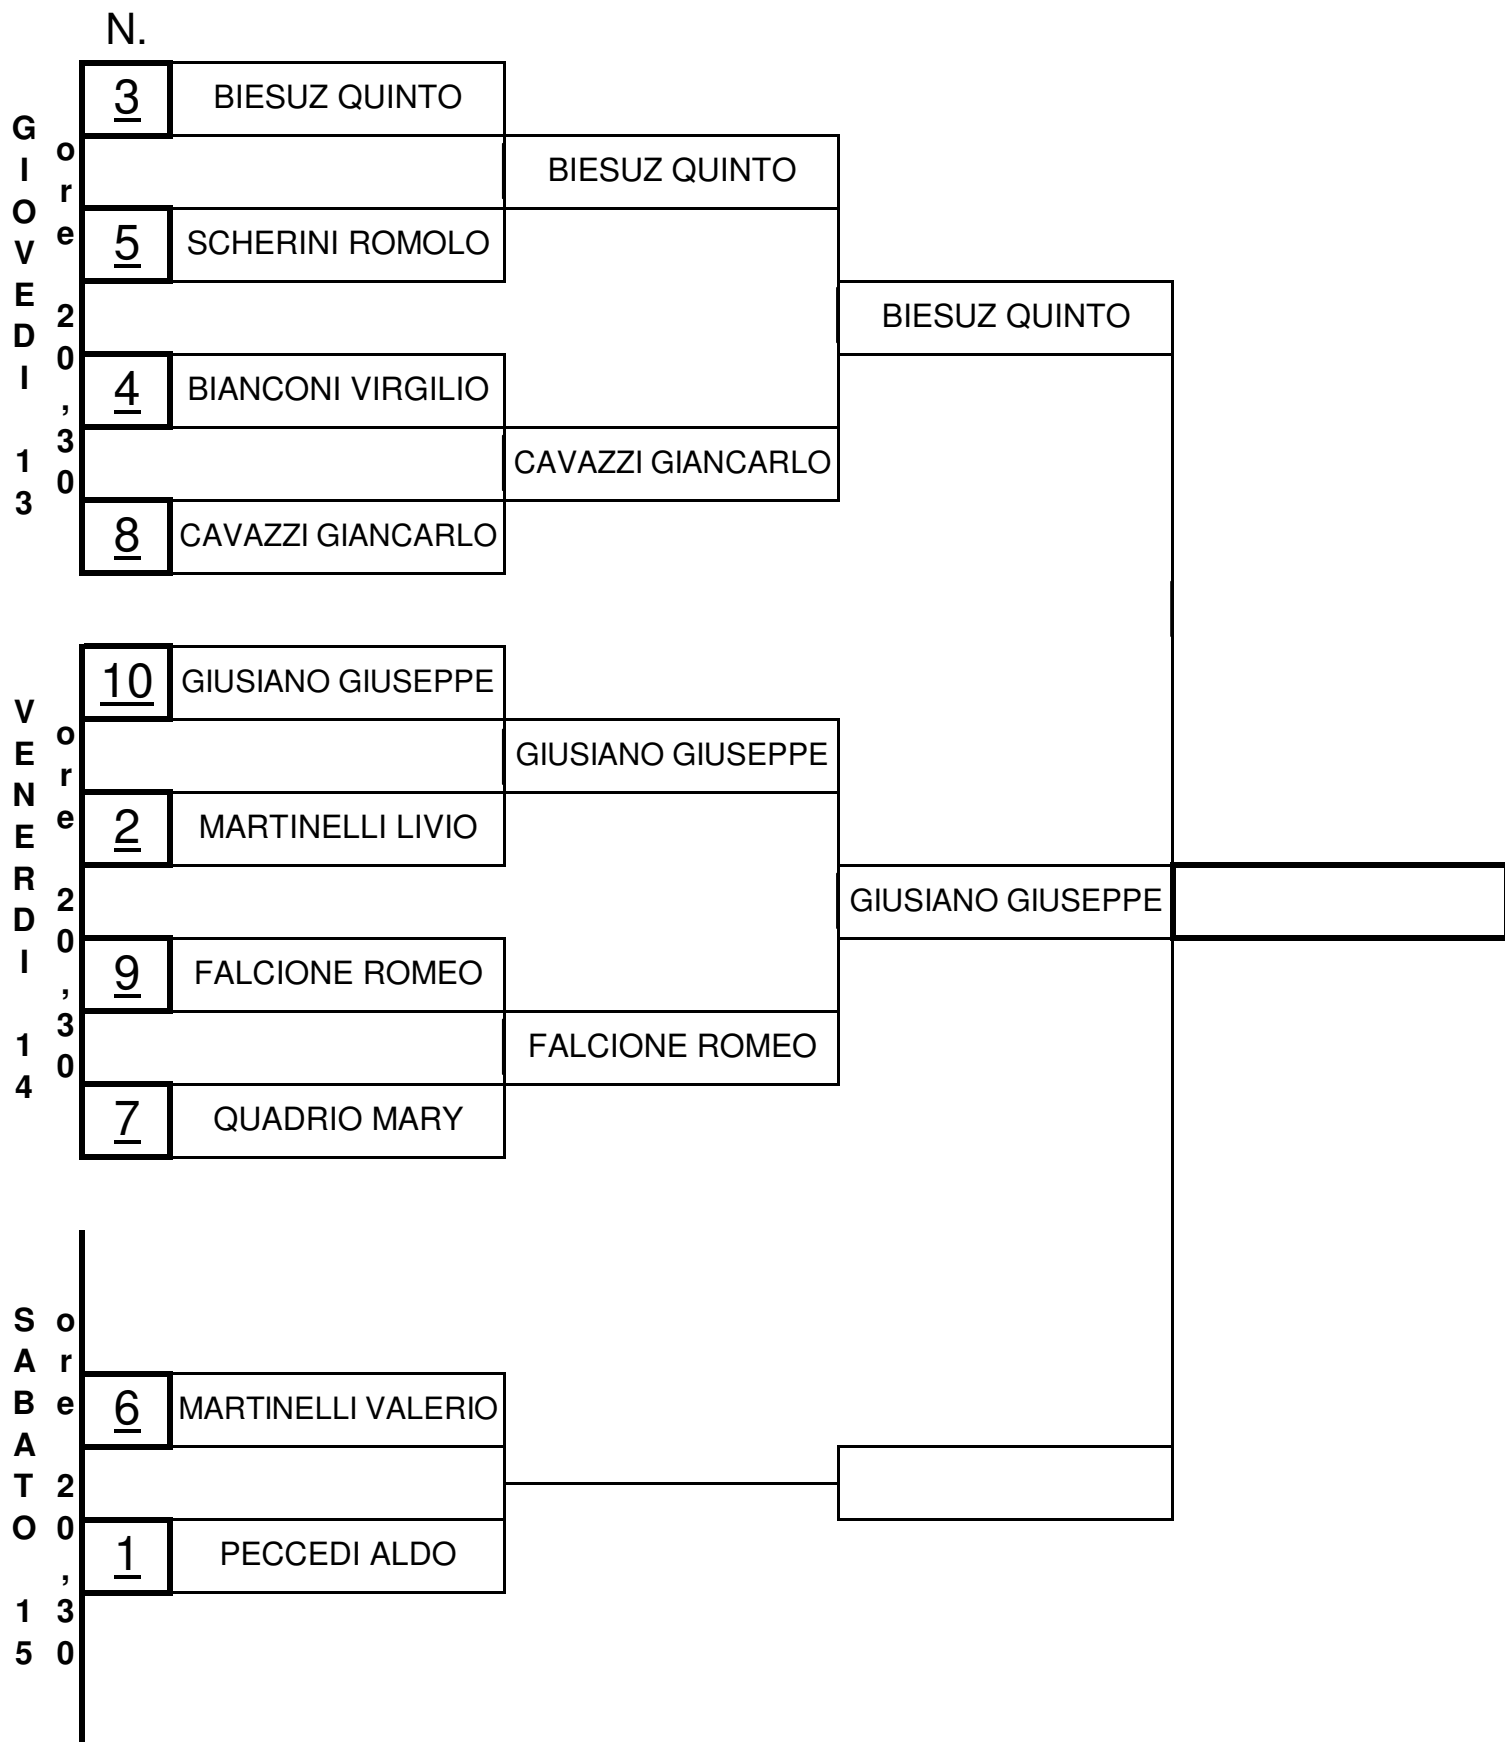 N.
GIOVEDI 13
ore 20,30
3 BIESUZ QUINTO
BIESUZ QUINTO
5 SCHERINI ROMOLO
BIESUZ QUINTO
4 BIANCONI VIRGILIO
CAVAZZI GIANCARLO
8 CAVAZZI GIANCARLO
VENERDI 14
ore 20,30
10 GIUSIANO GIUSEPPE
GIUSIANO GIUSEPPE
2 MARTINELLI LIVIO
GIUSIANO GIUSEPPE
9 FALCIONE ROMEO
FALCIONE ROMEO
7 QUADRIO MARY
SABATO 15
ore 20,30
6 MARTINELLI VALERIO
1 PECCEDI ALDO